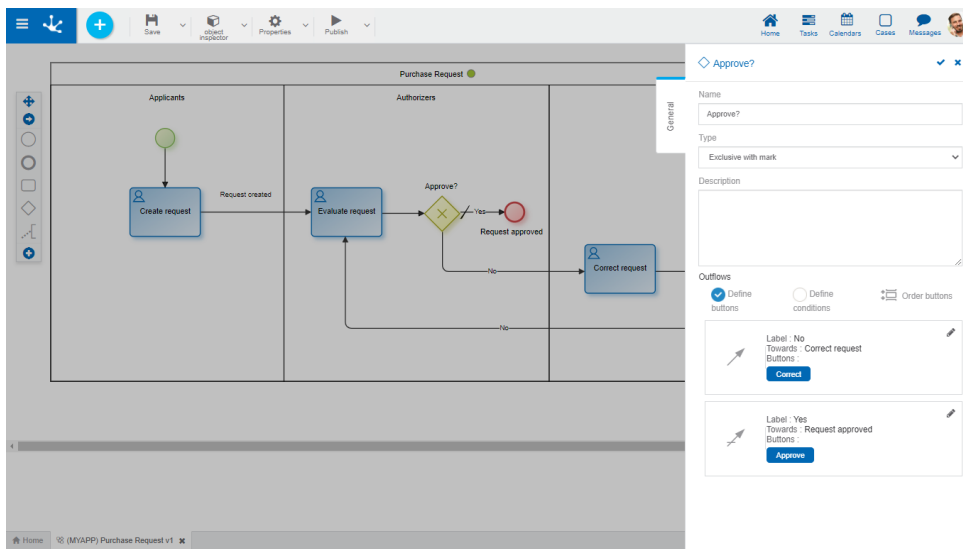 Save
object
inspector
Properties
Publish
Home
Tasks
Calendars
Cases
Messages
Purchase Request
Applicants
Authorizers
Create request
Request created
Evaluate request
Approve?
Yes
Request approved
No
Correct request
No
General
Approve?
Name
Approve?
Type
Exclusive with mark
Description
Outflows
Define
buttons
Define
conditions
Order buttons
Label : No
Towards : Correct request
Buttons :
Correct
Label : Yes
Towards : Request approved
Buttons :
Approve
Home
(MYAPP) Purchase Request v1